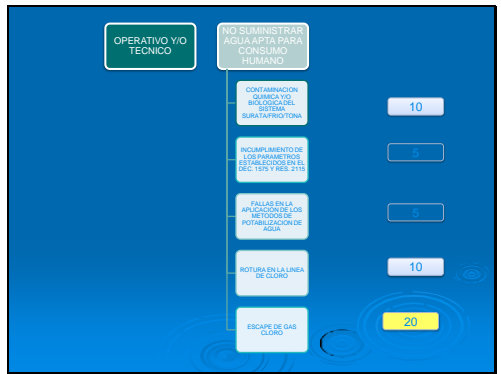 OPERATIVO Y/O
TECNICO
NO SUMINISTRAR
AGUA APTA PARA
CONSUMO
HUMANO
CONTAMINACION
QUIMICA Y/O
BIOLOGICA DEL
SISTEMA
SURATA/FRIO/TONA
10
INCUMPLIMIENTO DE
LOS PARAMETROS
ESTABLECIDOS EN EL
DEC. 1575 Y RES. 2115
5
FALLAS EN LA
APLICACION DE LOS
METODOS DE
POTABILIZACION DE
AGUA
5
ROTURA EN LA LINEA
DE CLORO
10
ESCAPE DE GAS
CLORO
20